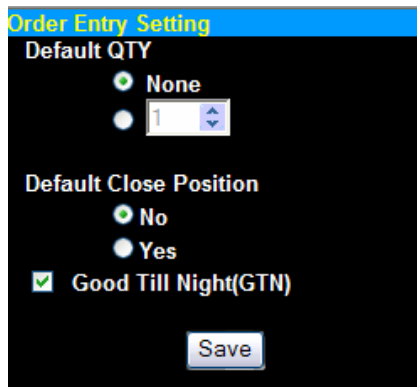 Order Entry Setting
Default QTY
None
1
Default Close Position
No
Yes
Good Till Night(GTN)
Save